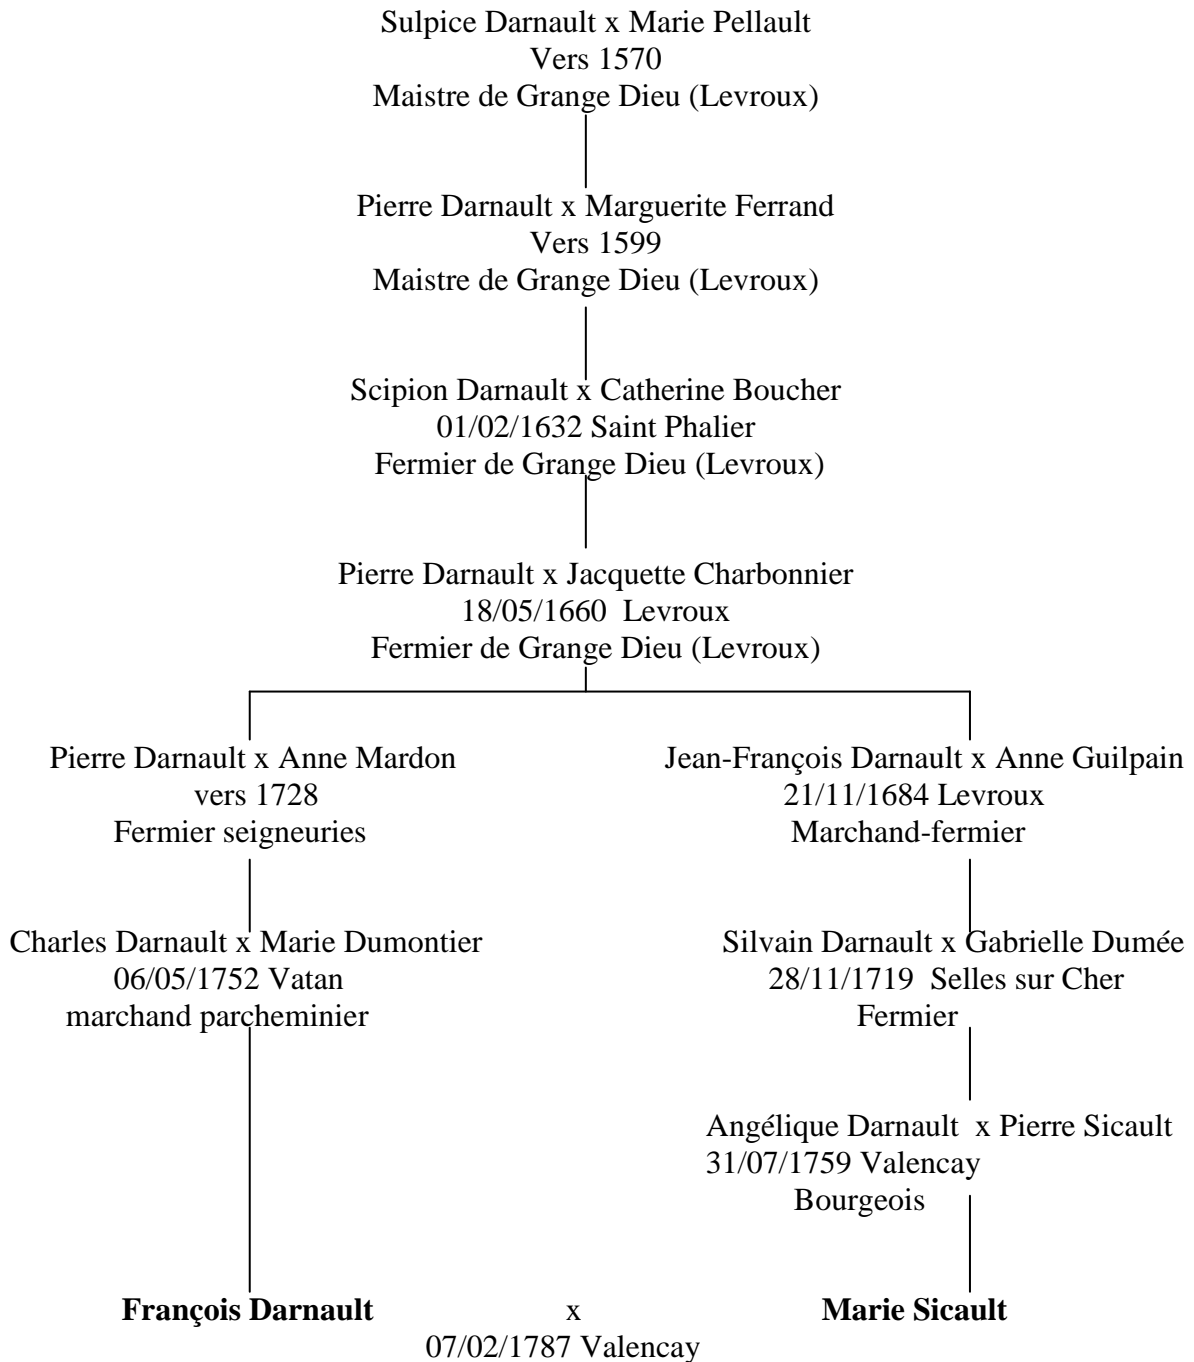 Sulpice Darnault x Marie Pellault
Vers 1570
Maistre de Grange Dieu (Levroux)
Pierre Darnault x Marguerite Ferrand
Vers 1599
Maistre de Grange Dieu (Levroux)
Scipion Darnault x Catherine Boucher
01/02/1632 Saint Phalier
Fermier de Grange Dieu (Levroux)
Pierre Darnault x Jacquette Charbonnier
18/05/1660 Levroux
Fermier de Grange Dieu (Levroux)
Pierre Darnault x Anne Mardon
vers 1728
Fermier seigneuries
Jean-François Darnault x Anne Guilpain
21/11/1684 Levroux
Marchand-fermier
Charles Darnault x Marie Dumontier
06/05/1752 Vatan
marchand parcheminier
Silvain Darnault x Gabrielle Dumée
28/11/1719 Selles sur Cher
Fermier
Angélique Darnault x Pierre Sicault
31/07/1759 Valencay
Bourgeois
François Darnault x Marie Sicault
07/02/1787 Valencay